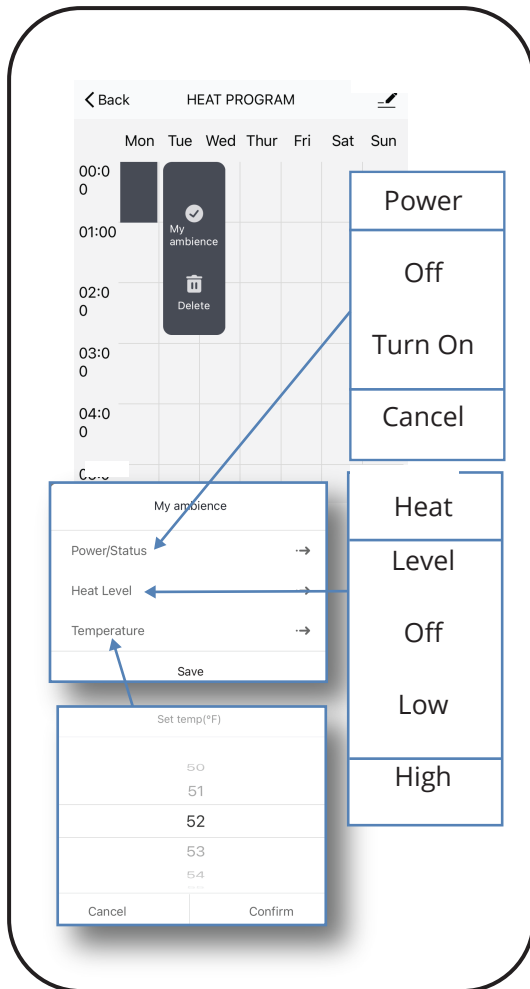 Back HEAT PROGRAM
Mon Tue Wed Thur Fri Sat Sun
00:0
0
01:00
02:0
0
03:0
0
04:0
0
My
ambience
Delete
Power
Off
Turn On
Cancel
My ambience
Power/Status
Heat Level
Temperature
Save
Heat
Level
Off
Low
High
Set temp(°F)
50
51
52
53
54
Cancel Confirm